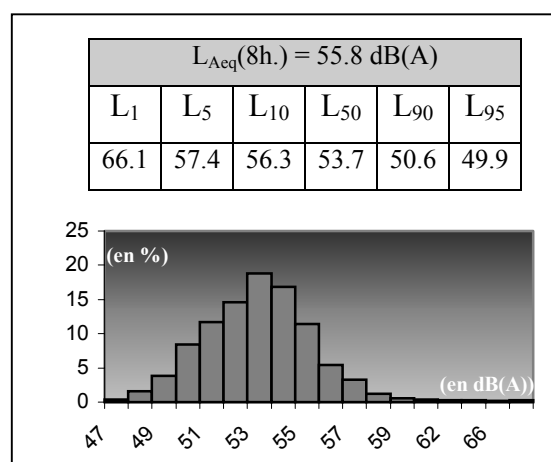 L_Aeq(8h.) = 55.8 dB(A)
L1 L5 L10 L50 L90 L95
66.1 57.4 56.3 53.7 50.6 49.9
25
(en %)
20
15
10
5
(en dB(A))
0
47 49 51 53 55 57 59 62 66